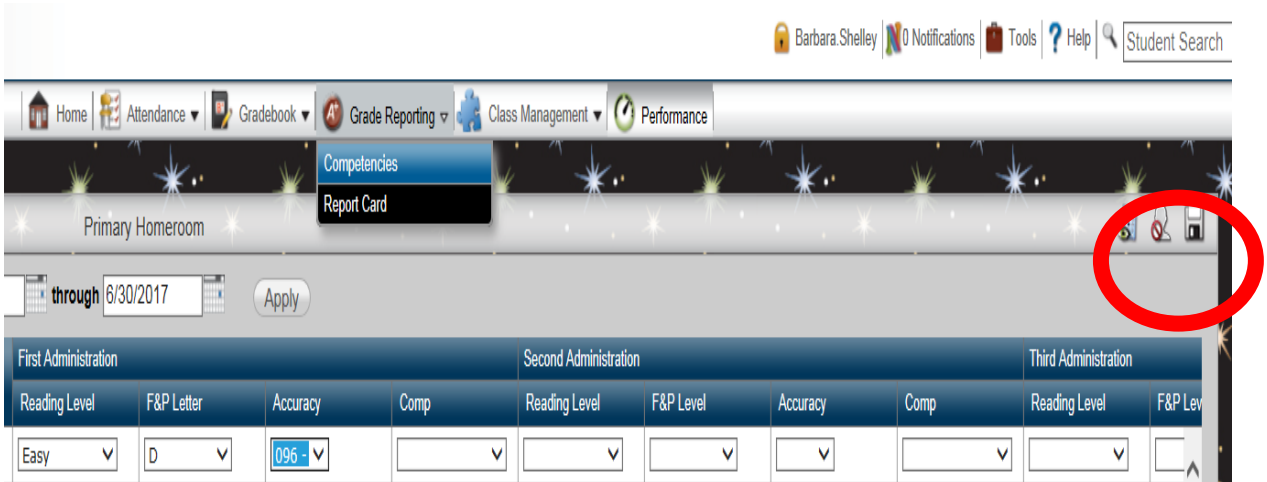 Barbara.Shelley 0 Notifications Tools ? Help Student Search
Home Attendance ▼ Gradebook ▼ A+ Grade Reporting ▽ Class Management ▼ Performance
Competencies
Report Card
Primary Homeroom
through 6/30/2017 Apply
First Administration Second Administration Third Administration
Reading Level F&P Letter Accuracy Comp Reading Level F&P Level Accuracy Comp Reading Level F&P Lev
Easy D 096 -